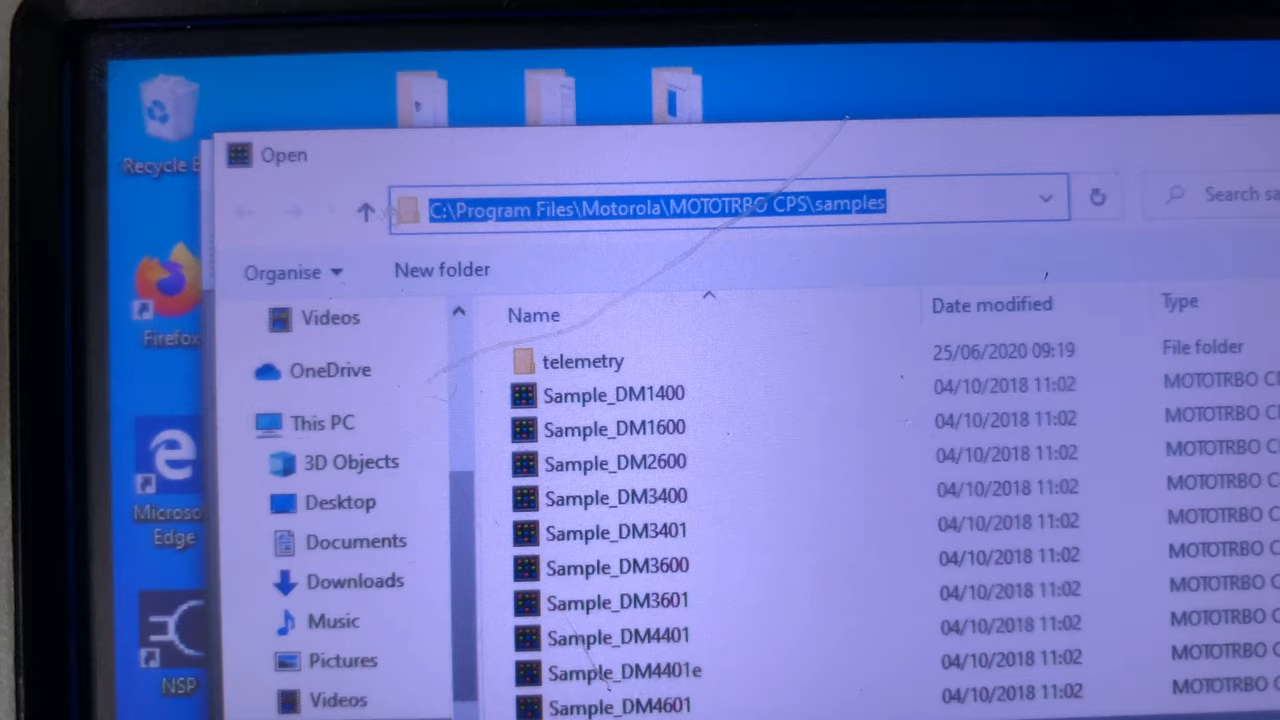 Recycle B
Open
C:\Program Files\Motorola\MOTOTRBO CPS\samples
Search sa
Organise
New folder
Firefox
Microso
Edge
NSP
Videos
OneDrive
This PC
3D Objects
Desktop
Documents
Downloads
Music
Pictures
Videos
Name Date modified Type
telemetry 25/06/2020 09:19 File folder
Sample_DM1400 04/10/2018 11:02 MOTOTRBO CP
Sample_DM1600 04/10/2018 11:02 MOTOTRBO C
Sample_DM2600 04/10/2018 11:02 MOTOTRBO C
Sample_DM3400 04/10/2018 11:02 MOTOTRBO C
Sample_DM3401 04/10/2018 11:02 MOTOTRBO C
Sample_DM3600 04/10/2018 11:02 MOTOTRBO C
Sample_DM3601 04/10/2018 11:02 MOTOTRBO C
Sample_DM4401 04/10/2018 11:02 MOTOTRBO C
Sample_DM4401e 04/10/2018 11:02 MOTOTRBO C
Sample_DM4601 04/10/2018 11:02 MOTOTRBO C